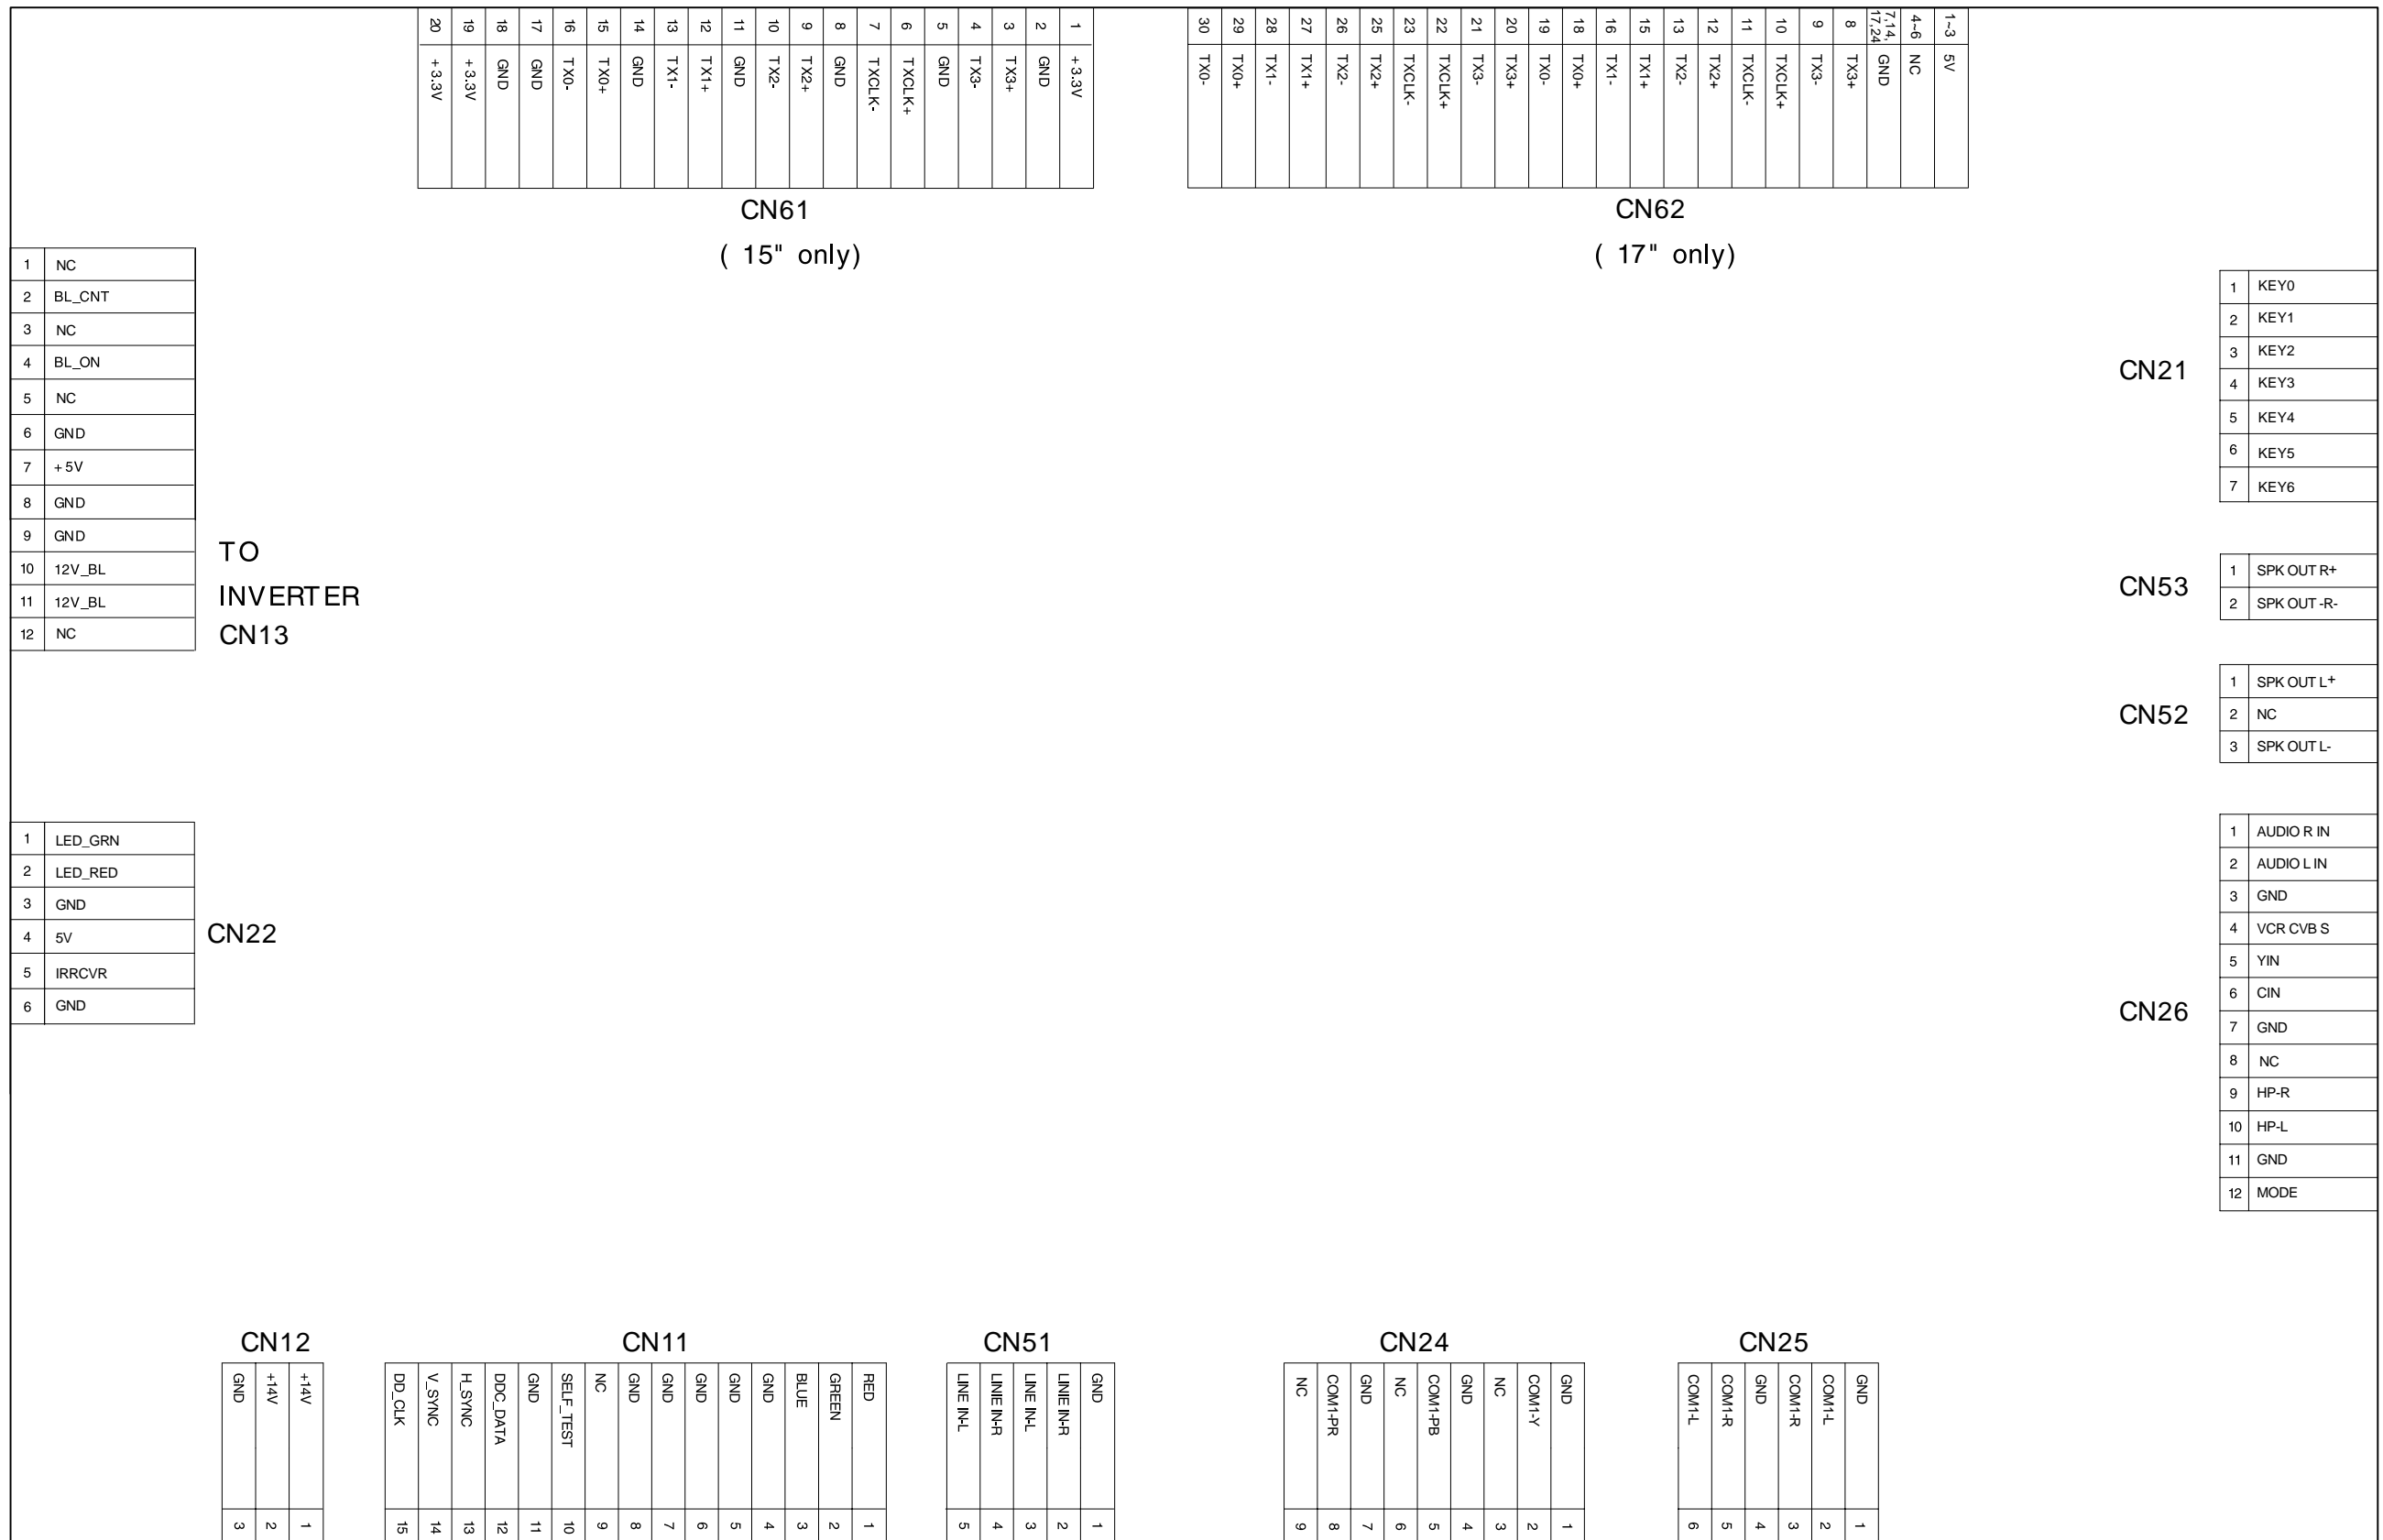 20 19 18 17 16 15 14 13 12 11 10 9 8 7 6 5 4 3 2 1
+3.3V +3.3V GND GND TX0- TX0+ GND TX1- TX1+ GND TX2- TX2+ GND TXCLK- TXCLK+ GND TX3- TX3+ GND +3.3V
CN61
( 15" only)
30 29 28 27 26 25 23 22 21 20 19 18 16 15 13 12 11 10 9 8 7,14, 17,24 4~6 1~3
TX0- TX0+ TX1- TX1+ TX2- TX2+ TXCLK- TXCLK+ TX3- TX3+ TX0- TX0+ TX1- TX1+ TX2- TX2+ TXCLK- TXCLK+ TX3- TX3+ GND NC 5V
CN62
( 17" only)
1 NC
2 BL_CNT
3 NC
4 BL_ON
5 NC
6 GND
7 +5V
8 GND
9 GND
10 12V_BL
11 12V_BL
12 NC
TO
INVERTER
CN13
CN21
1 KEY0
2 KEY1
3 KEY2
4 KEY3
5 KEY4
6 KEY5
7 KEY6
CN53
1 SPK OUT R+
2 SPK OUT -R-
CN52
1 SPK OUT L+
2 NC
3 SPK OUT L-
1 LED_GRN
2 LED_RED
3 GND
4 5V
5 IRRCVR
6 GND
CN22
CN26
1 AUDIO R IN
2 AUDIO L IN
3 GND
4 VCR CVB S
5 YIN
6 CIN
7 GND
8 NC
9 HP-R
10 HP-L
11 GND
12 MODE
CN12
GND +14V +14V
3 2 1
CN11
DD_CLK V_SYNC H_SYNC DDC_DATA GND SELF_TEST NC GND GND GND GND GND BLUE GREEN RED
15 14 13 12 11 10 9 8 7 6 5 4 3 2 1
CN51
LINE IN-L LINIE IN-R LINE IN-L LINIE IN-R GND
5 4 3 2 1
CN24
NC COM1-PR GND NC COM1-PB GND NC COM1-Y GND
9 8 7 6 5 4 3 2 1
CN25
COM1-L COM1-R GND COM1-R COM1-L GND
6 5 4 3 2 1